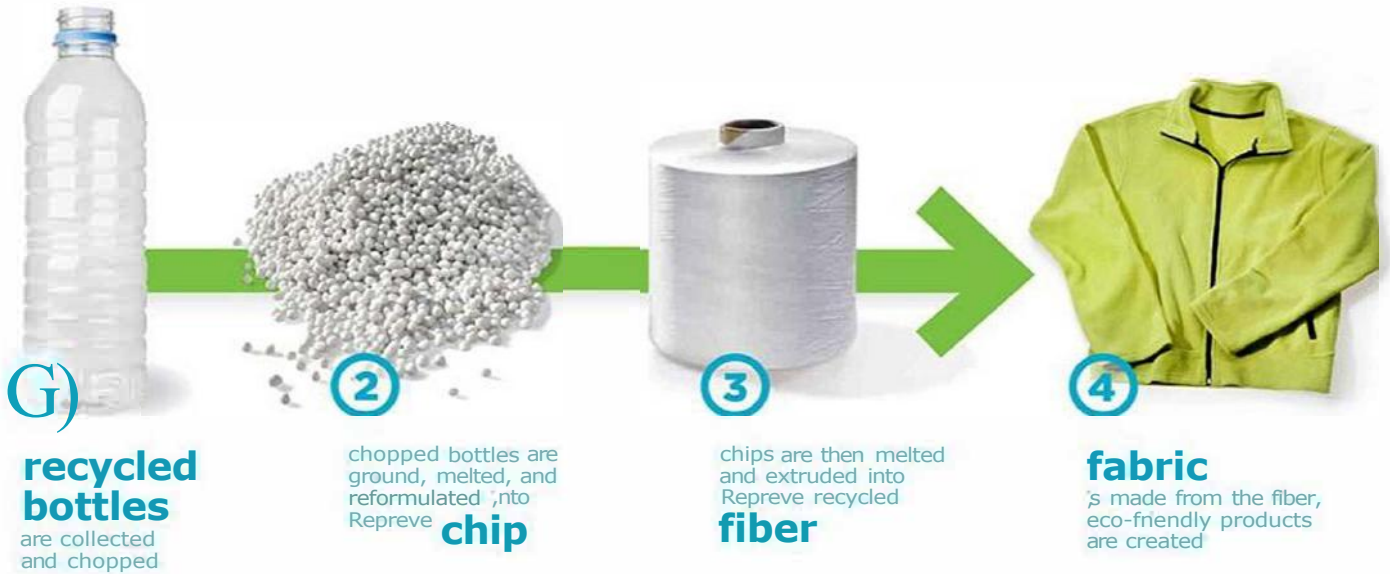 G)
recycled
bottles
are collected
and chopped
2
chopped bottles are
ground, melted, and
reformulated ,nto
Repreve chip
3
chips are then melted
and extruded into
Repreve recycled
fiber
4
fabric
,s made from the fiber,
eco-friendly products
are created